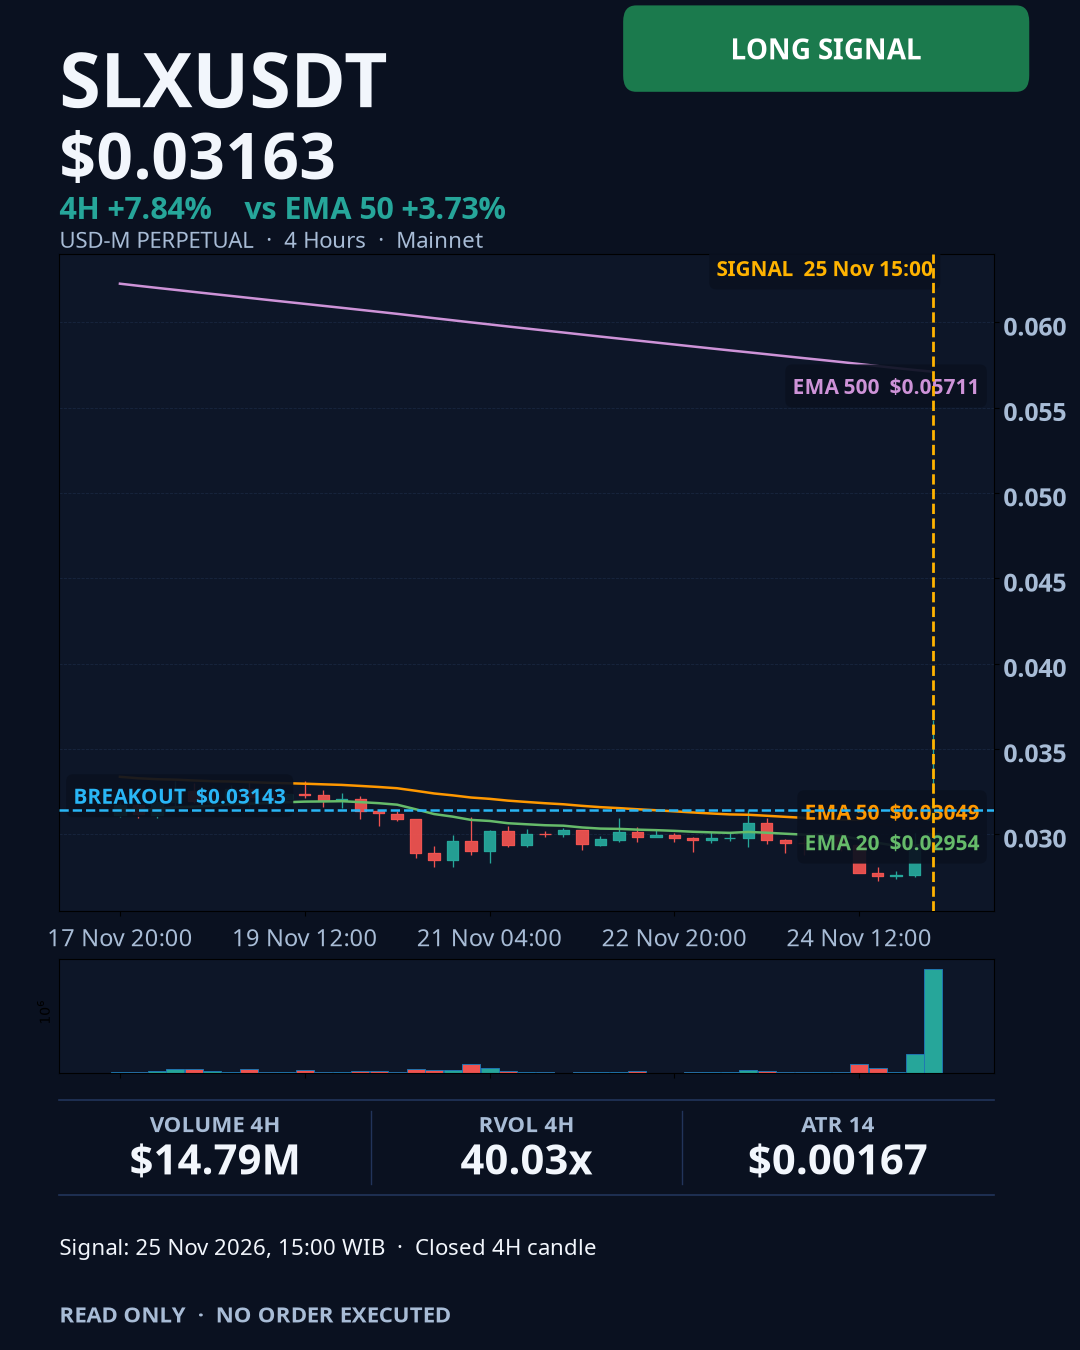 LONG SIGNAL
SLXUSDT
$0.03163
4H +7.84% vs EMA 50 +3.73%
USD-M PERPETUAL · 4 Hours · Mainnet
SIGNAL 25 Nov 15:00
0.060
EMA 500 $0.05711
0.055
0.050
0.045
0.040
0.035
BREAKOUT $0.03143
EMA 50 $0.03049
EMA 20 $0.02954
0.030
17 Nov 20:00 19 Nov 12:00 21 Nov 04:00 22 Nov 20:00 24 Nov 12:00
10⁶
VOLUME 4H RVOL 4H ATR 14
$14.79M 40.03x $0.00167
Signal: 25 Nov 2026, 15:00 WIB · Closed 4H candle
READ ONLY · NO ORDER EXECUTED